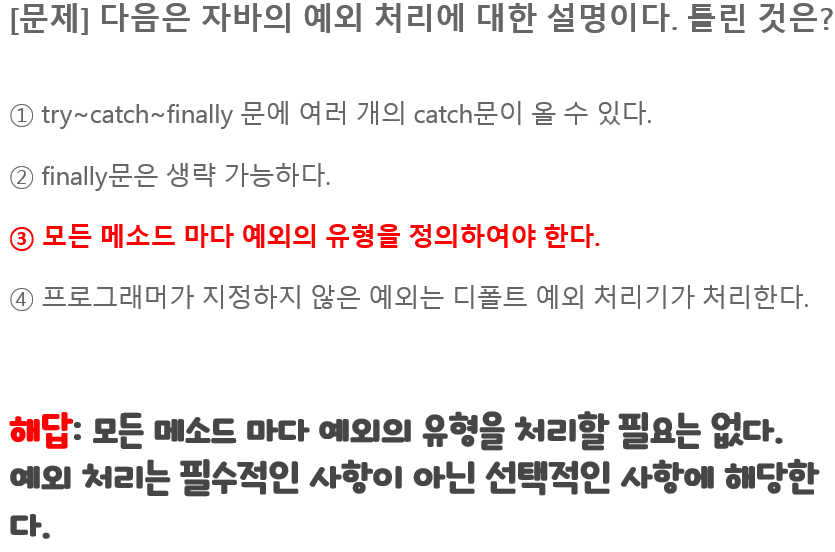 [문제] 다음은 자바의 예외 처리에 대한 설명이다. 틀린 것은?
① try~catch~finally 문에 여러 개의 catch문이 올 수 있다.
② finally문은 생략 가능하다.
③ 모든 메소드 마다 예외의 유형을 정의하여야 한다.
④ 프로그래머가 지정하지 않은 예외는 디폴트 예외 처리기가 처리한다.
해답: 모든 메소드 마다 예외의 유형을 처리할 필요는 없다.
예외 처리는 필수적인 사항이 아닌 선택적인 사항에 해당한
다.